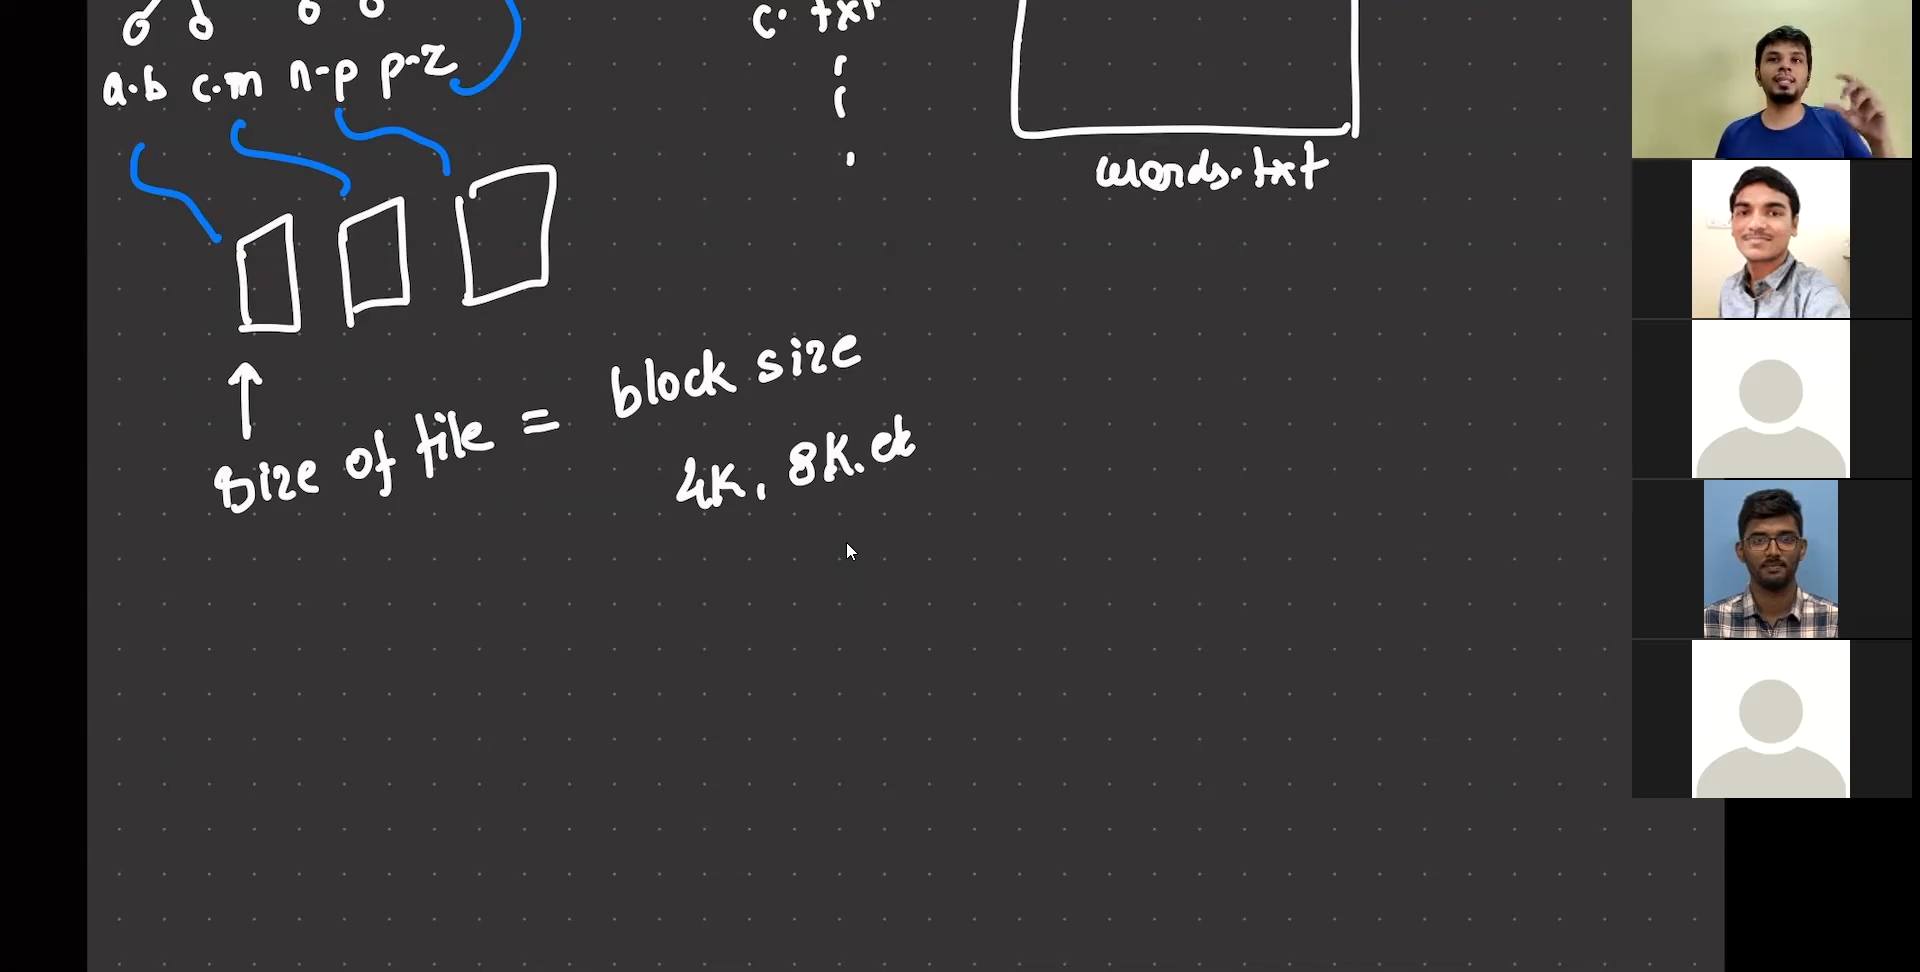 c. txt
a-b c-m n-p p-z
words.txt
size of file = block size
4K, 8K. etc